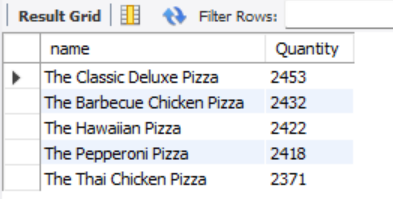 Result Grid Filter Rows:
name Quantity
The Classic Deluxe Pizza 2453
The Barbecue Chicken Pizza 2432
The Hawaiian Pizza 2422
The Pepperoni Pizza 2418
The Thai Chicken Pizza 2371